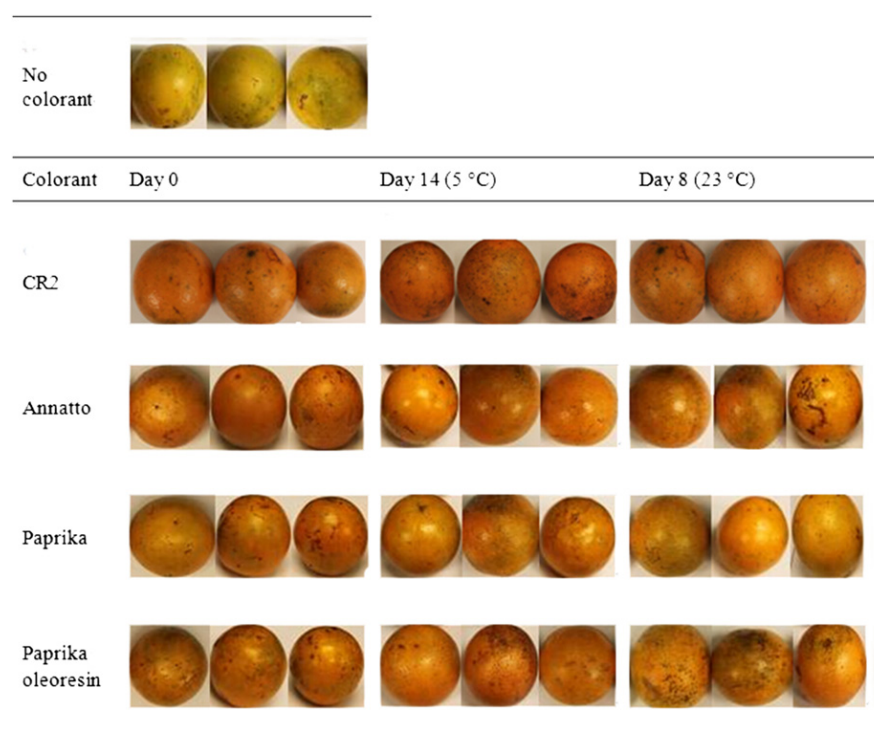 No
colorant
Colorant Day 0 Day 14 (5 °C) Day 8 (23 °C)
CR2
Annatto
Paprika
Paprika
oleoresin